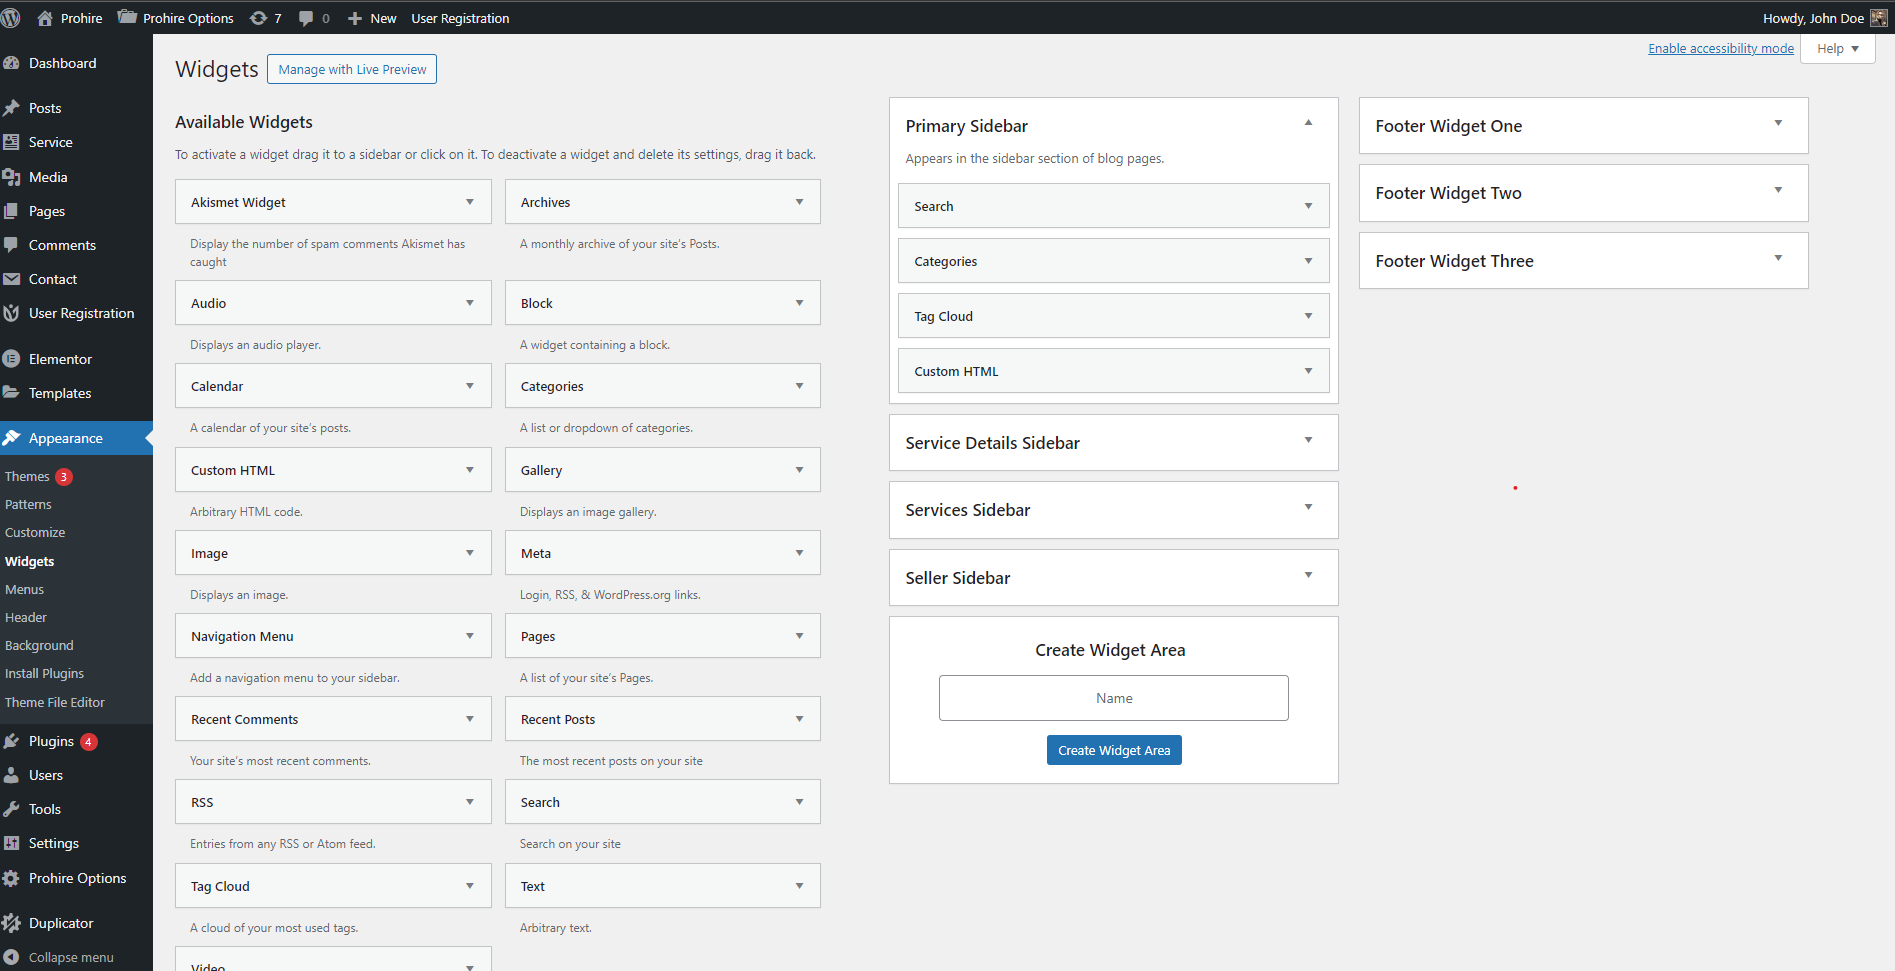 Prohire
Prohire Options
7
0
New
User Registration
Howdy, John Doe
Dashboard
Posts
Service
Media
Pages
Comments
Contact
User Registration
Elementor
Templates
Appearance
Themes 3
Patterns
Customize
Widgets
Menus
Header
Background
Install Plugins
Theme File Editor
Plugins 4
Users
Tools
Settings
Prohire Options
Duplicator
Collapse menu
Enable accessibility mode
Help
Widgets
Manage with Live Preview
Available Widgets
To activate a widget drag it to a sidebar or click on it. To deactivate a widget and delete its settings, drag it back.
Akismet Widget
Display the number of spam comments Akismet has
caught
Archives
A monthly archive of your site's Posts.
Audio
Displays an audio player.
Block
A widget containing a block.
Calendar
A calendar of your site's posts.
Categories
A list or dropdown of categories.
Custom HTML
Arbitrary HTML code.
Gallery
Displays an image gallery.
Image
Displays an image.
Meta
Login, RSS, & WordPress.org links.
Navigation Menu
Add a navigation menu to your sidebar.
Pages
A list of your site's Pages.
Recent Comments
Your site's most recent comments.
Recent Posts
The most recent posts on your site
RSS
Entries from any RSS or Atom feed.
Search
Search on your site
Tag Cloud
A cloud of your most used tags.
Text
Arbitrary text.
Video
Primary Sidebar
Appears in the sidebar section of blog pages.
Search
Categories
Tag Cloud
Custom HTML
Service Details Sidebar
Services Sidebar
Seller Sidebar
Create Widget Area
Name
Create Widget Area
Footer Widget One
Footer Widget Two
Footer Widget Three